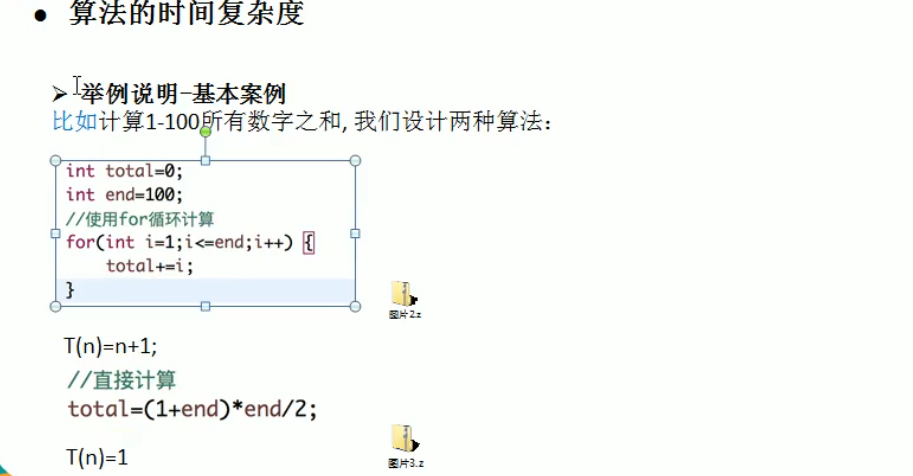 ● 算法的时间复杂度
➢ 举例说明-基本案例
比如计算1-100所有数字之和, 我们设计两种算法：
int total=0;
int end=100;
//使用for循环计算
for(int i=1;i<=end;i++) {
    total+=i;
}
图片2.z
T(n)=n+1;
//直接计算
total=(1+end)*end/2;
T(n)=1
图片3.z